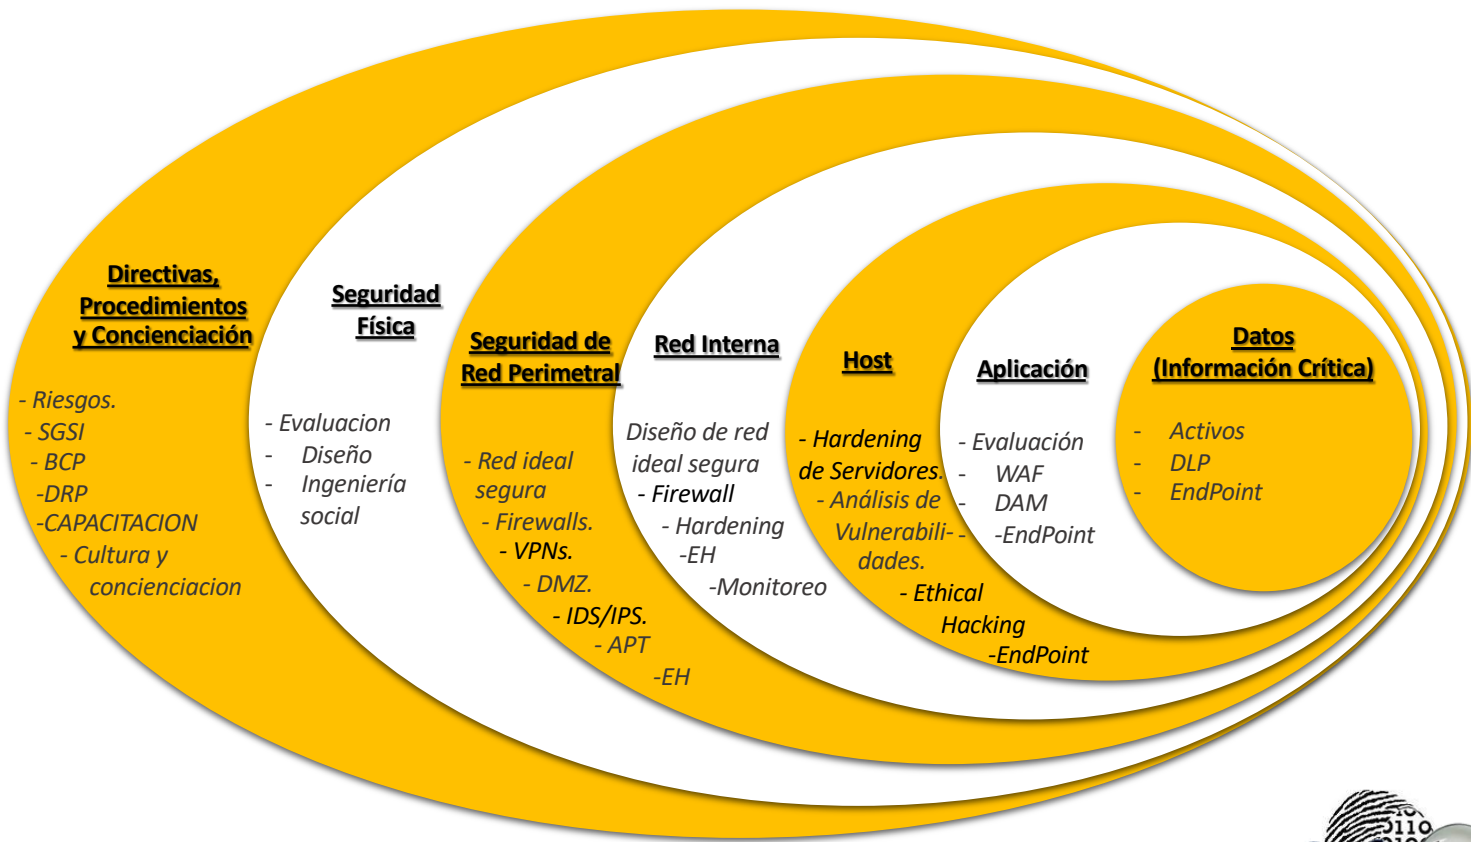 Directivas,
Procedimientos
y Concienciación
- Riesgos.
- SGSI
- BCP
-DRP
-CAPACITACION
- Cultura y
concienciacion
Seguridad
Física
- Evaluacion
- Diseño
- Ingeniería
social
Seguridad de
Red Perimetral
- Red ideal
segura
- Firewalls.
- VPNs.
- DMZ.
- IDS/IPS.
- APT
-EH
Red Interna
Diseño de red
ideal segura
- Firewall
- Hardening
-EH
-Monitoreo
Host
- Hardening
de Servidores.
- Análisis de
Vulnerabili-
dades.
- Ethical
Hacking
-EndPoint
Aplicación
- Evaluación
- WAF
- DAM
- -EndPoint
Datos
(Información Crítica)
- Activos
- DLP
- EndPoint